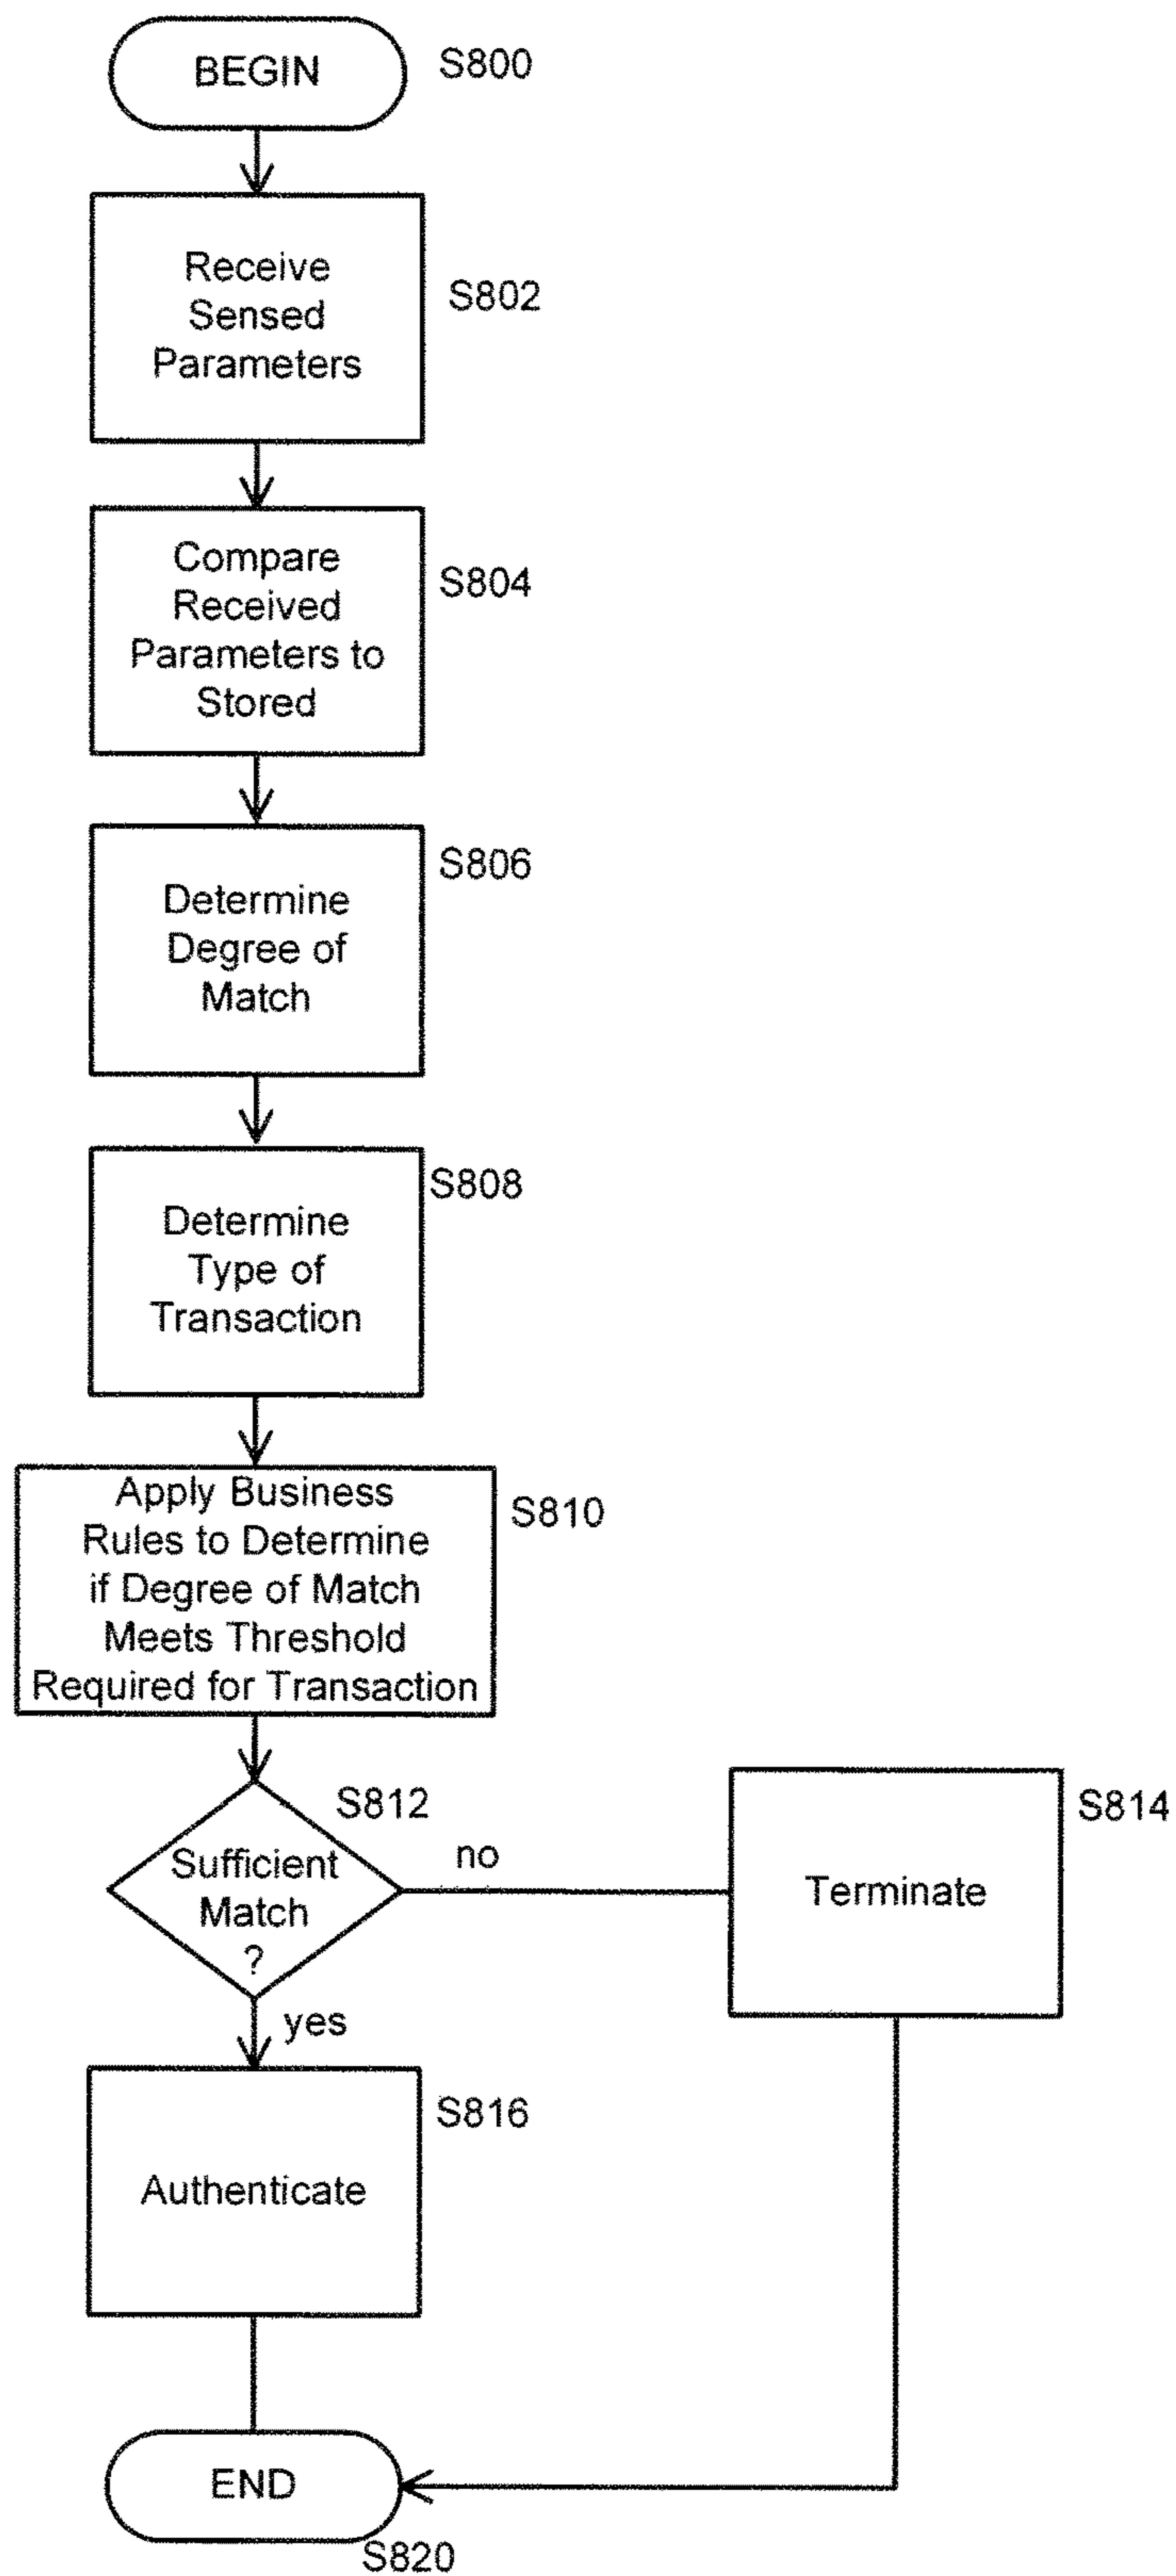 BEGIN
S800
Receive
Sensed
Parameters
S802
Compare
Received
Parameters to
Stored
S804
Determine
Degree of
Match
S806
Determine
Type of
Transaction
S808
Apply Business
Rules to Determine
if Degree of Match
Meets Threshold
Required for Transaction
S810
Sufficient
Match
?
S812
no
Terminate
S814
yes
Authenticate
S816
END
S820